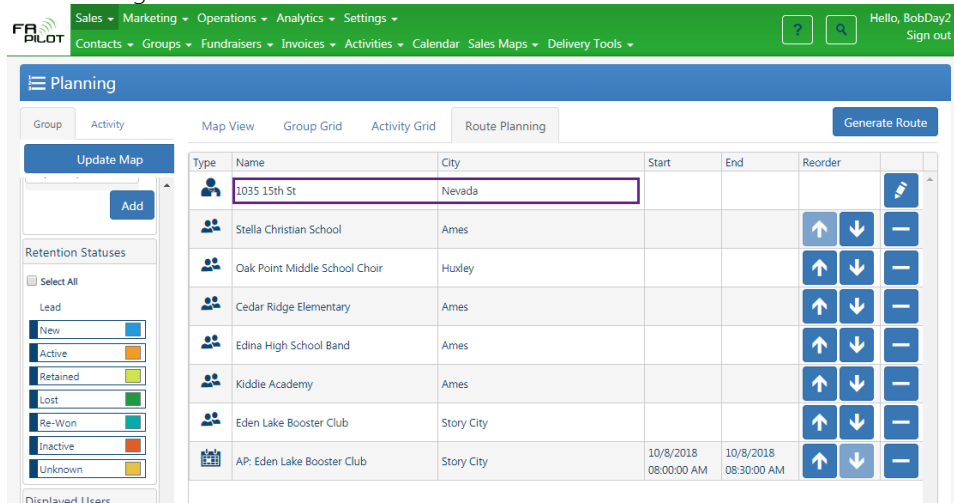 Sales Marketing Operations Analytics Settings
FR PILOT
Contacts Groups Fundraisers Invoices Activities Calendar Sales Maps Delivery Tools
?
Hello, BobDay2
Sign out
Planning
Group Activity
Map View Group Grid Activity Grid Route Planning
Generate Route
Update Map
Add
Retention Statuses
Select All
Lead
New
Active
Retained
Lost
Re-Won
Inactive
Unknown
Displayed Users
Type Name City Start End Reorder
1035 15th St Nevada
Stella Christian School Ames
Oak Point Middle School Choir Huxley
Cedar Ridge Elementary Ames
Edina High School Band Ames
Kiddie Academy Ames
Eden Lake Booster Club Story City
AP: Eden Lake Booster Club Story City 10/8/2018 08:00:00 AM 10/8/2018 08:30:00 AM